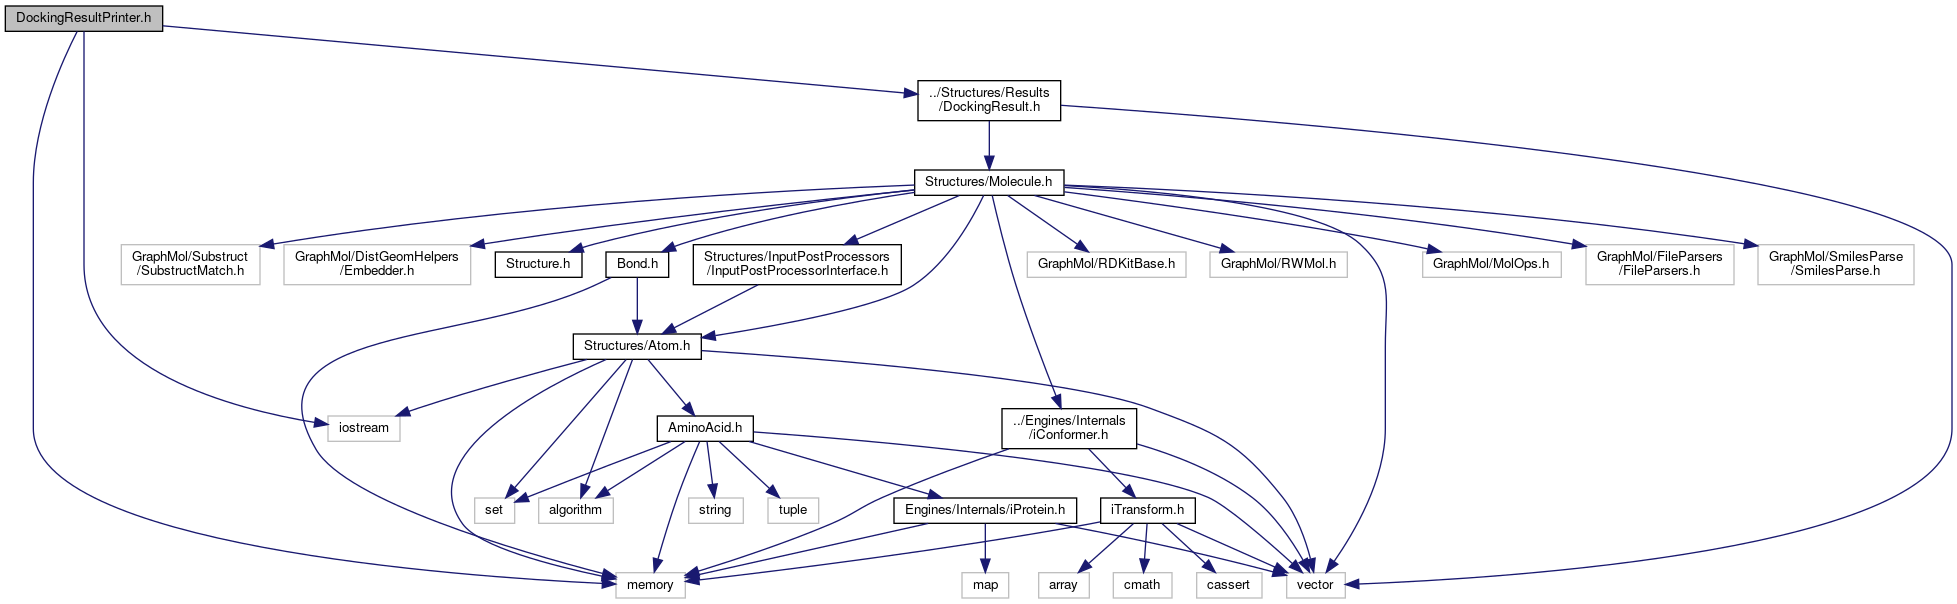 DockingResultPrinter.h
../Structures/Results
/DockingResult.h
Structures/Molecule.h
GraphMol/Substruct
/SubstructMatch.h
GraphMol/DistGeomHelpers
/Embedder.h
Structure.h
Bond.h
Structures/InputPostProcessors
/InputPostProcessorInterface.h
GraphMol/RDKitBase.h
GraphMol/RWMol.h
GraphMol/MolOps.h
GraphMol/FileParsers
/FileParsers.h
GraphMol/SmilesParse
/SmilesParse.h
Structures/Atom.h
iostream
AminoAcid.h
../Engines/Internals
/iConformer.h
set
algorithm
string
tuple
Engines/Internals/iProtein.h
iTransform.h
memory
map
array
cmath
cassert
vector